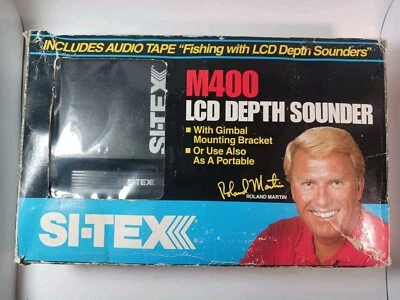 INCLUDES AUDIO TAPE "Fishing with LCD Depth Sounders"
SI-TEX
M400
LCD DEPTH SOUNDER
With Gimbal
Mounting Bracket
Or Use Also
As A Portable
SI-TEX
Roland Martin
ROLAND MARTIN
SI-TEX